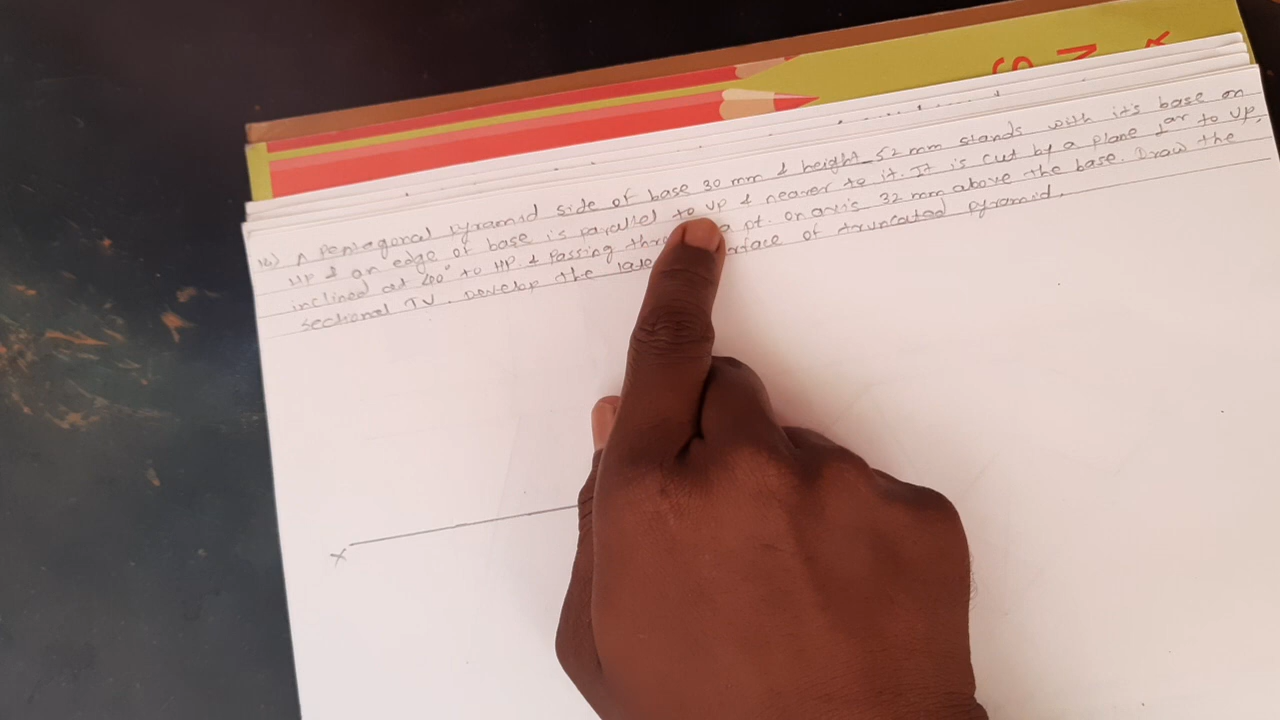 16) A Pentagonal pyramid side of base 30 mm & height 52 mm stands with it's base on
HP & an edge of base is parallel to VP & nearer to it. It is cut by a plane ⊥ar to VP,
inclined at 40° to HP & Passing thro a pt. on axis 32 mm above the base. Draw the
sectional TV. Develop the of truncated pyramid.
X
S
N